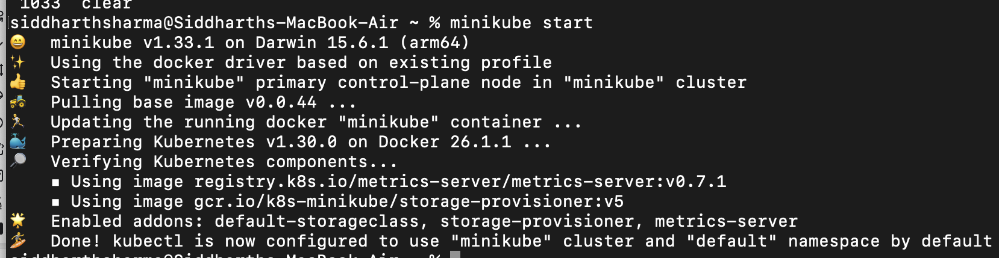 1033 clear
siddharthsharma@Siddharths-MacBook-Air ~ % minikube start
😄 minikube v1.33.1 on Darwin 15.6.1 (arm64)
✨ Using the docker driver based on existing profile
👍 Starting "minikube" primary control-plane node in "minikube" cluster
🚜 Pulling base image v0.0.44 ...
🏃 Updating the running docker "minikube" container ...
🐳 Preparing Kubernetes v1.30.0 on Docker 26.1.1 ...
🔎 Verifying Kubernetes components...
▪ Using image registry.k8s.io/metrics-server/metrics-server:v0.7.1
▪ Using image gcr.io/k8s-minikube/storage-provisioner:v5
🌟 Enabled addons: default-storageclass, storage-provisioner, metrics-server
🏄 Done! kubectl is now configured to use "minikube" cluster and "default" namespace by default
siddharthsharma@Siddharths-MacBook-Air ~ %